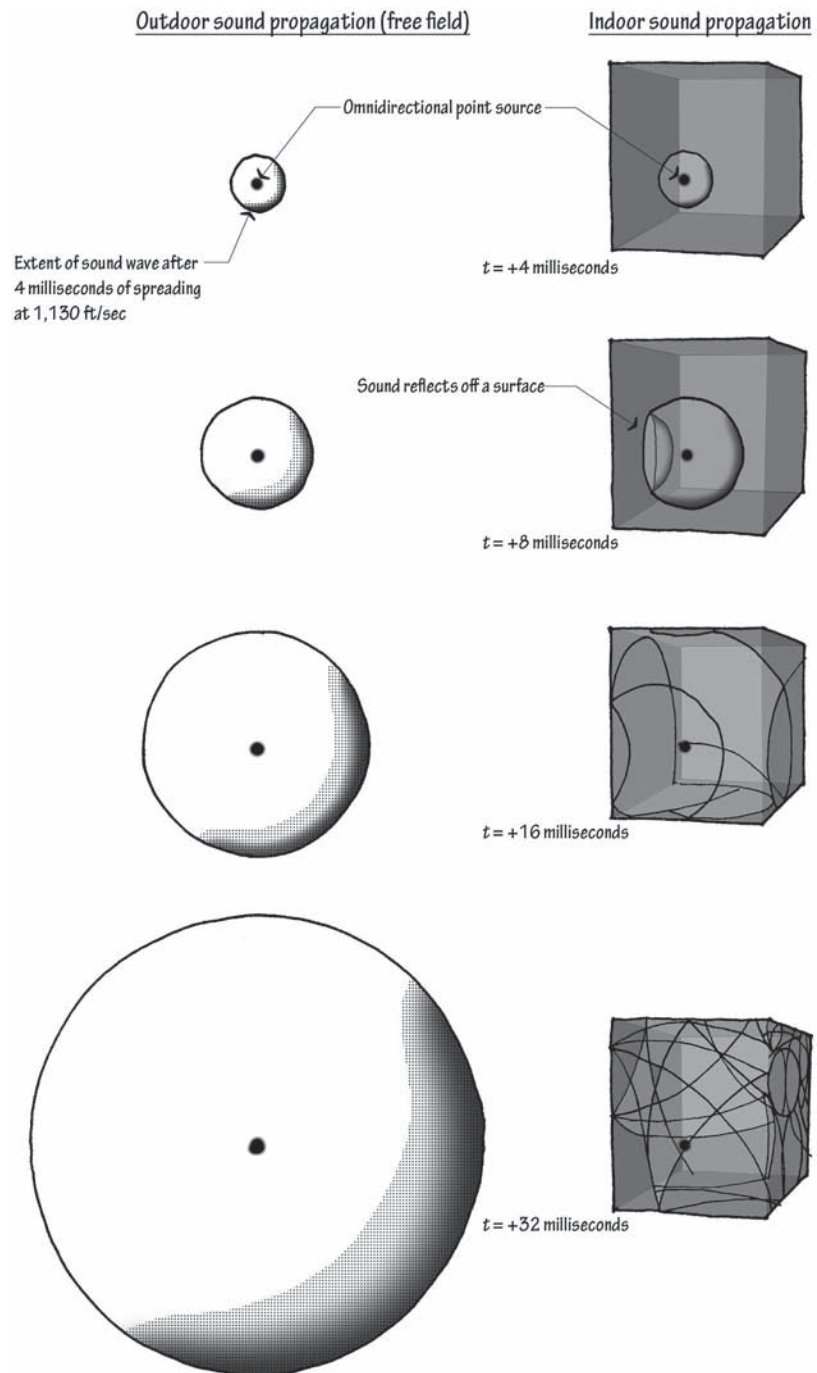 Outdoor sound propagation (free field)
Indoor sound propagation
Omnidirectional point source
Extent of sound wave after
4 milliseconds of spreading
at 1,130 ft/sec
t = +4 milliseconds
Sound reflects off a surface
t = +8 milliseconds
t = +16 milliseconds
t = +32 milliseconds